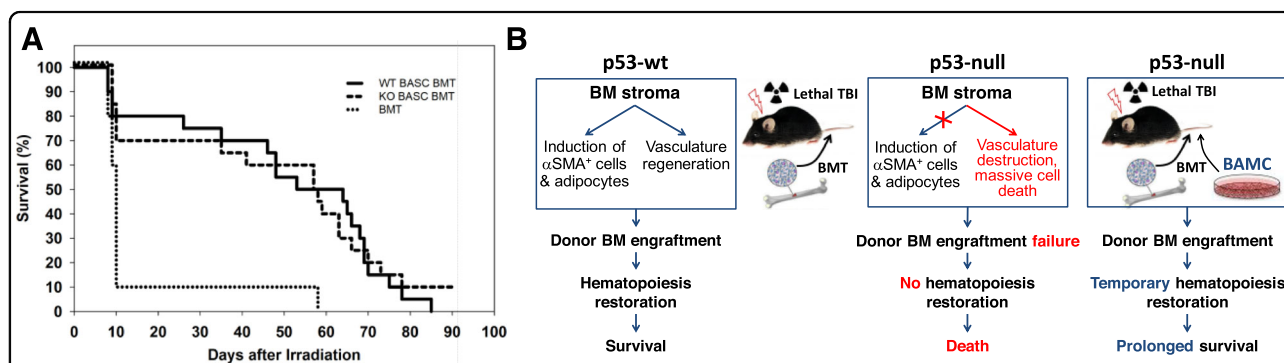 A
Survival (%)
100
90
80
70
60
50
40
30
20
10
0
WT BASC BMT
KO BASC BMT
BMT
0 10 20 30 40 50 60 70 80 90 100
Days after Irradiation
B
p53-wt
BM stroma
Induction of
αSMA⁺ cells
& adipocytes
Vasculature
regeneration
Donor BM engraftment
Hematopoiesis
restoration
Survival
Lethal TBI
BMT
p53-null
BM stroma
Induction of
αSMA⁺ cells
& adipocytes
Vasculature
destruction,
massive cell
death
Donor BM engraftment failure
No hematopoiesis
restoration
Death
p53-null
Lethal TBI
BMT
BAMC
Donor BM engraftment
Temporary hematopoiesis
restoration
Prolonged survival